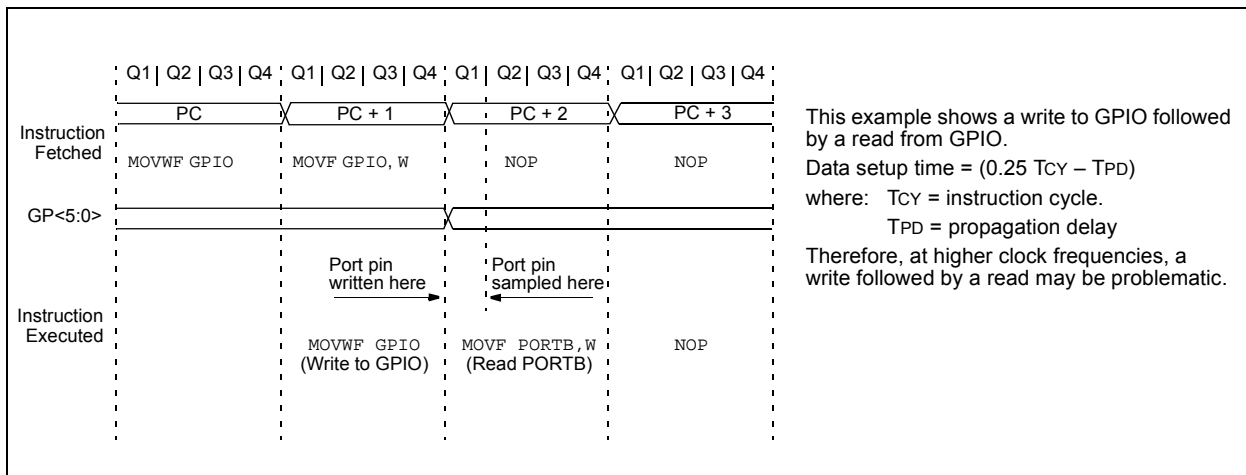 Q1 | Q2 | Q3 | Q4 Q1 | Q2 | Q3 | Q4 Q1 | Q2 | Q3 | Q4 Q1 | Q2 | Q3 | Q4
PC PC + 1 PC + 2 PC + 3
Instruction
Fetched
MOVWF GPIO MOVF GPIO, W NOP NOP
GP<5:0>
Port pin
written here
Port pin
sampled here
Instruction
Executed
MOVWF GPIO
(Write to GPIO)
MOVF PORTB,W
(Read PORTB)
NOP
This example shows a write to GPIO followed
by a read from GPIO.
Data setup time = (0.25 TCY – TPD)
where: TCY = instruction cycle.
TPD = propagation delay
Therefore, at higher clock frequencies, a
write followed by a read may be problematic.